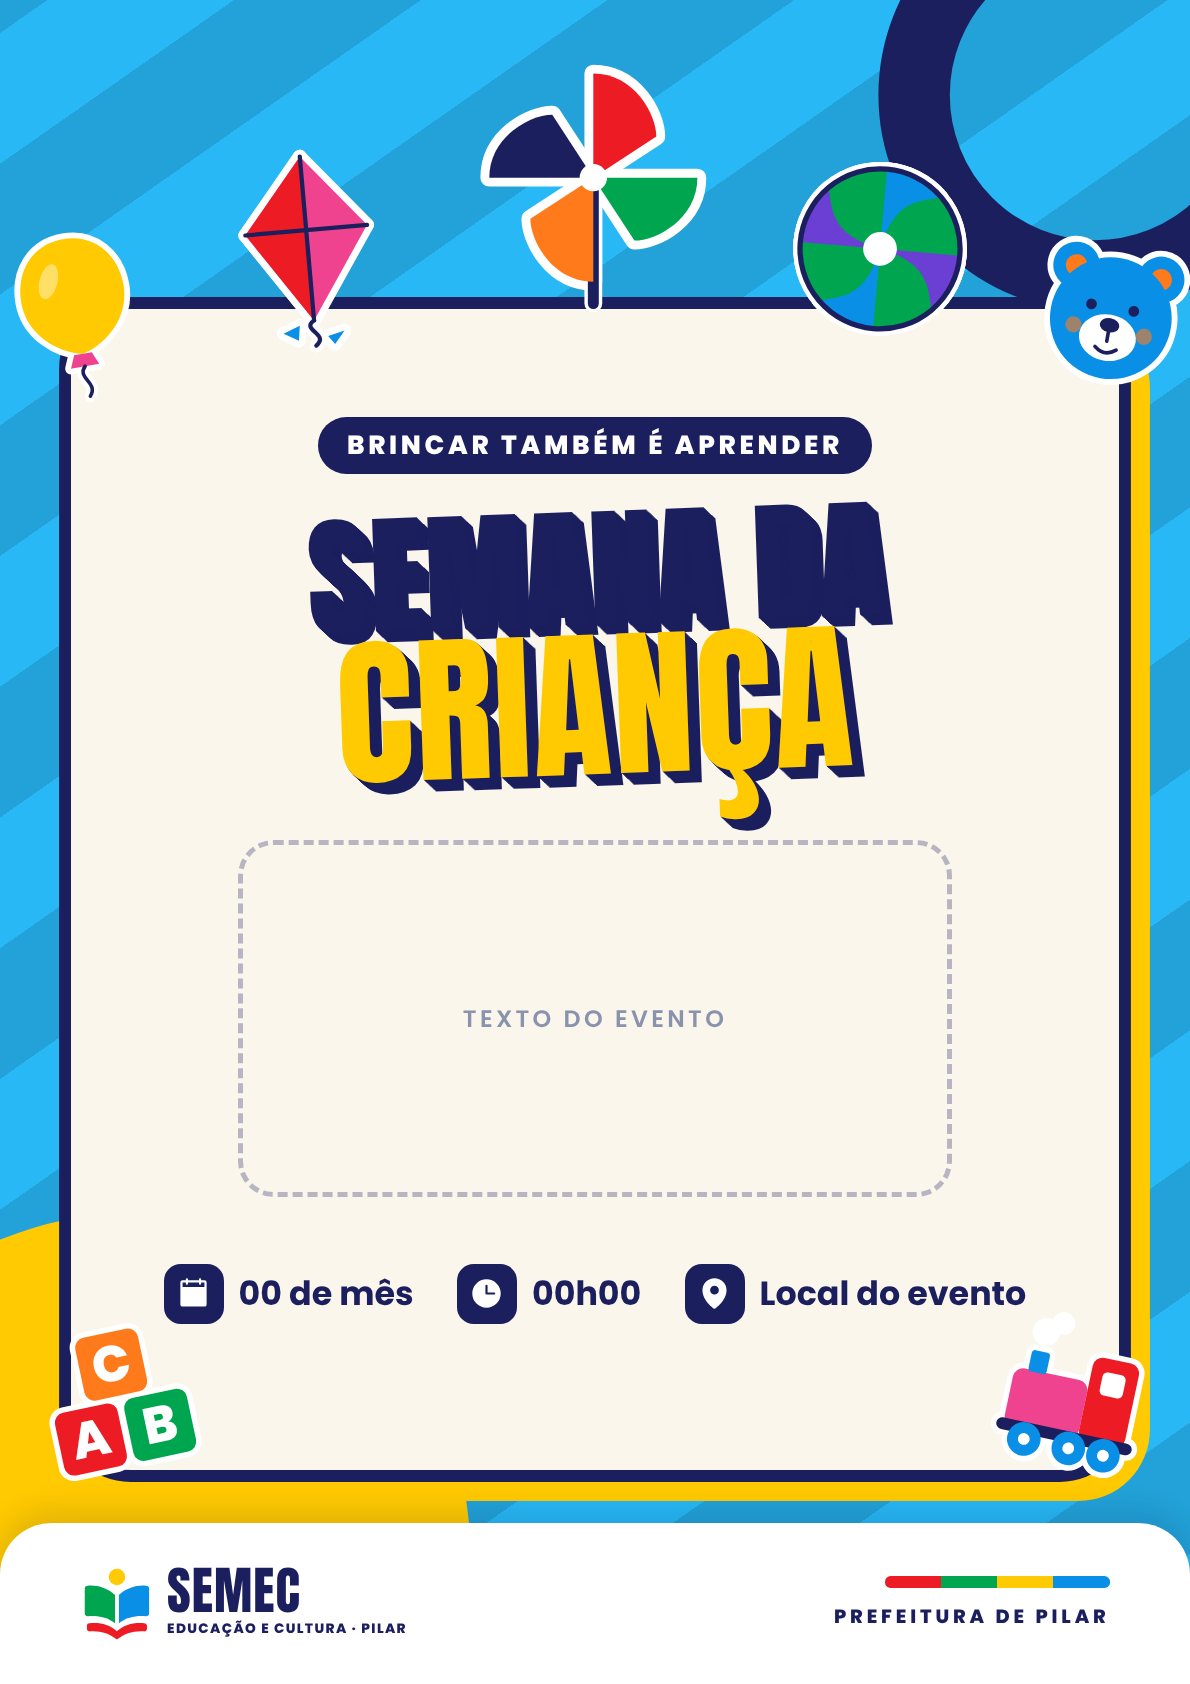 BRINCAR TAMBÉM É APRENDER
SEMANA DA
CRIANÇA
TEXTO DO EVENTO
00 de mês 00h00 Local do evento
C
A B
SEMEC
EDUCAÇÃO E CULTURA · PILAR
PREFEITURA DE PILAR